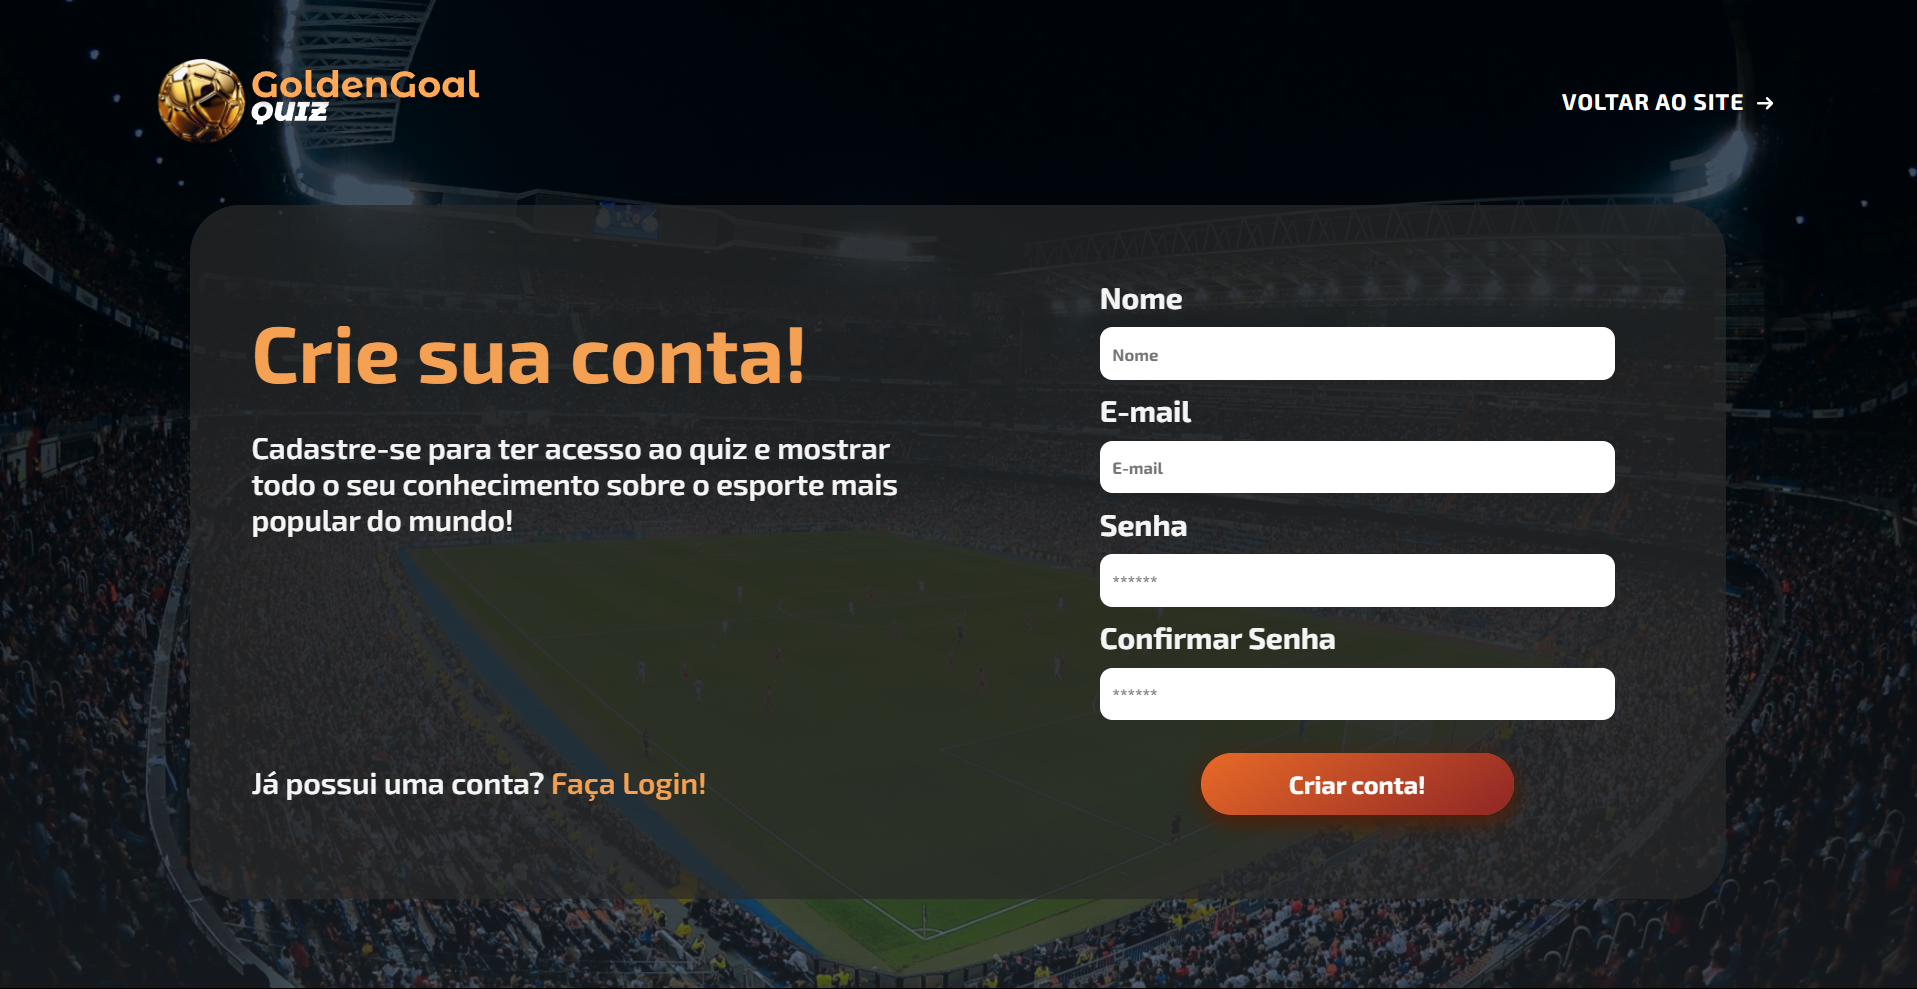 GoldenGoal
QUIZ
VOLTAR AO SITE →
Crie sua conta!
Cadastre-se para ter acesso ao quiz e mostrar
todo o seu conhecimento sobre o esporte mais
popular do mundo!
Já possui uma conta? Faça Login!
Nome
Nome
E-mail
E-mail
Senha
******
Confirmar Senha
******
Criar conta!